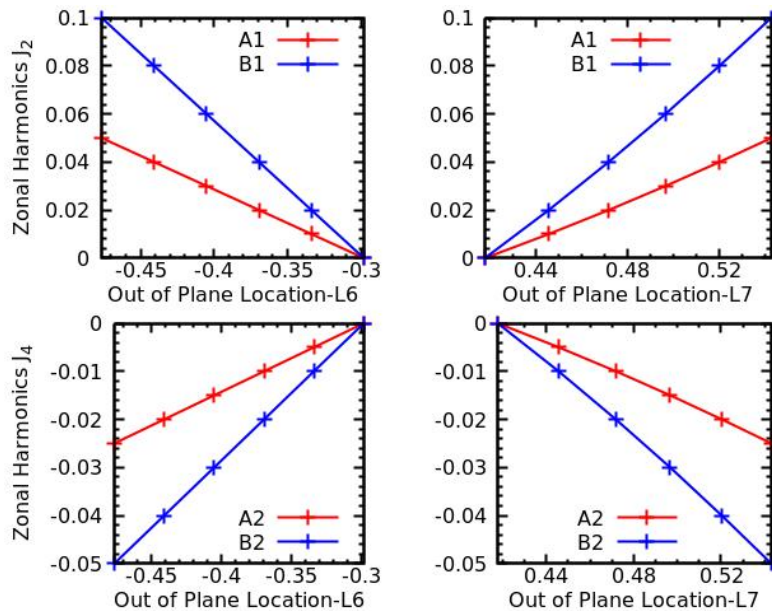 0.1
0.08
0.06
0.04
0.02
0
Zonal Harmonics J2
A1
B1
-0.45 -0.4 -0.35 -0.3
Out of Plane Location-L6
0.1
0.08
0.06
0.04
0.02
0
A1
B1
0.44 0.48 0.52
Out of Plane Location-L7
0
-0.01
-0.02
-0.03
-0.04
-0.05
Zonal Harmonics J4
A2
B2
-0.45 -0.4 -0.35 -0.3
Out of Plane Location-L6
0
-0.01
-0.02
-0.03
-0.04
-0.05
A2
B2
0.44 0.48 0.52
Out of Plane Location-L7